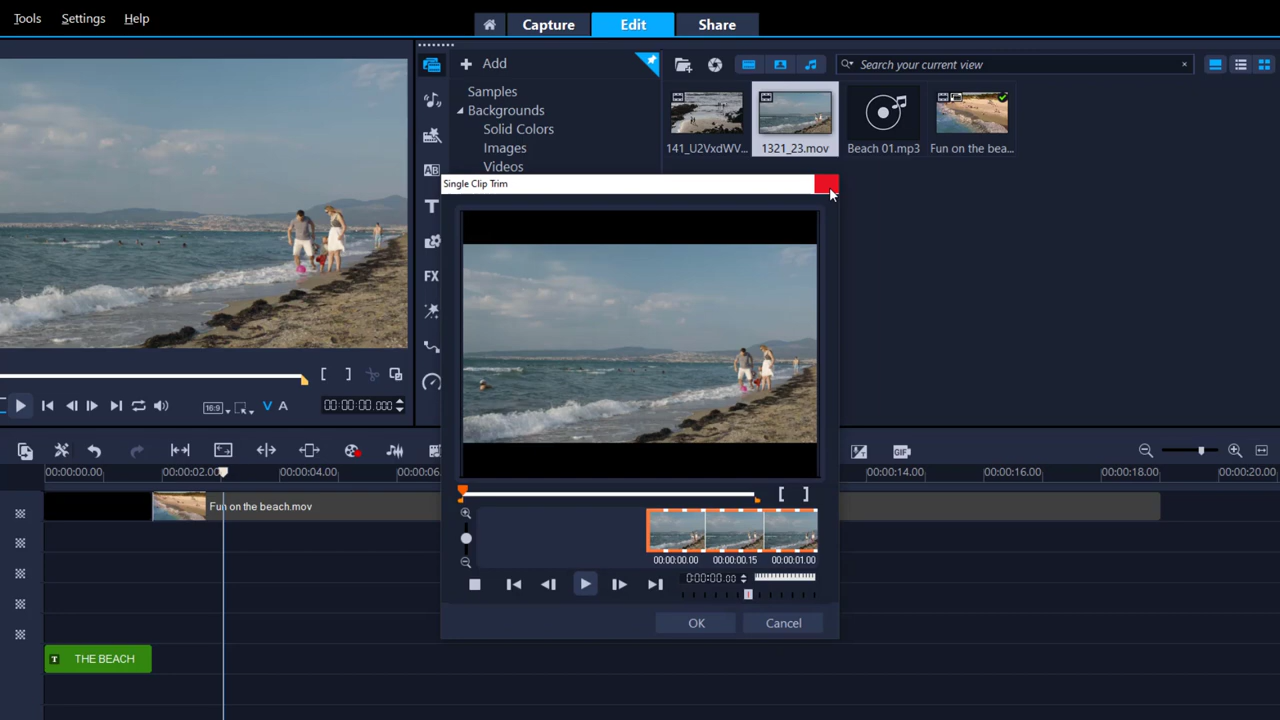 Tools Settings Help
Capture Edit Share
Add
Search your current view
Samples
Backgrounds
Solid Colors
Images
Videos
141_U2VxdWV... 1321_23.mov Beach 01.mp3 Fun on the bea...
AB
T
FX
Single Clip Trim
[ ]
16:9 V A 00:00:00.000
[ ]
00:00:00.00 00:00:00.15 00:00:01.00
0:00:00.00
OK Cancel
GIF
00:00:00.00 00:00:02.00 00:00:04.00 00:00:06 00:00:14.00 00:00:16.00 00:00:18.00 00:00:20.00
Fun on the beach.mov
T THE BEACH